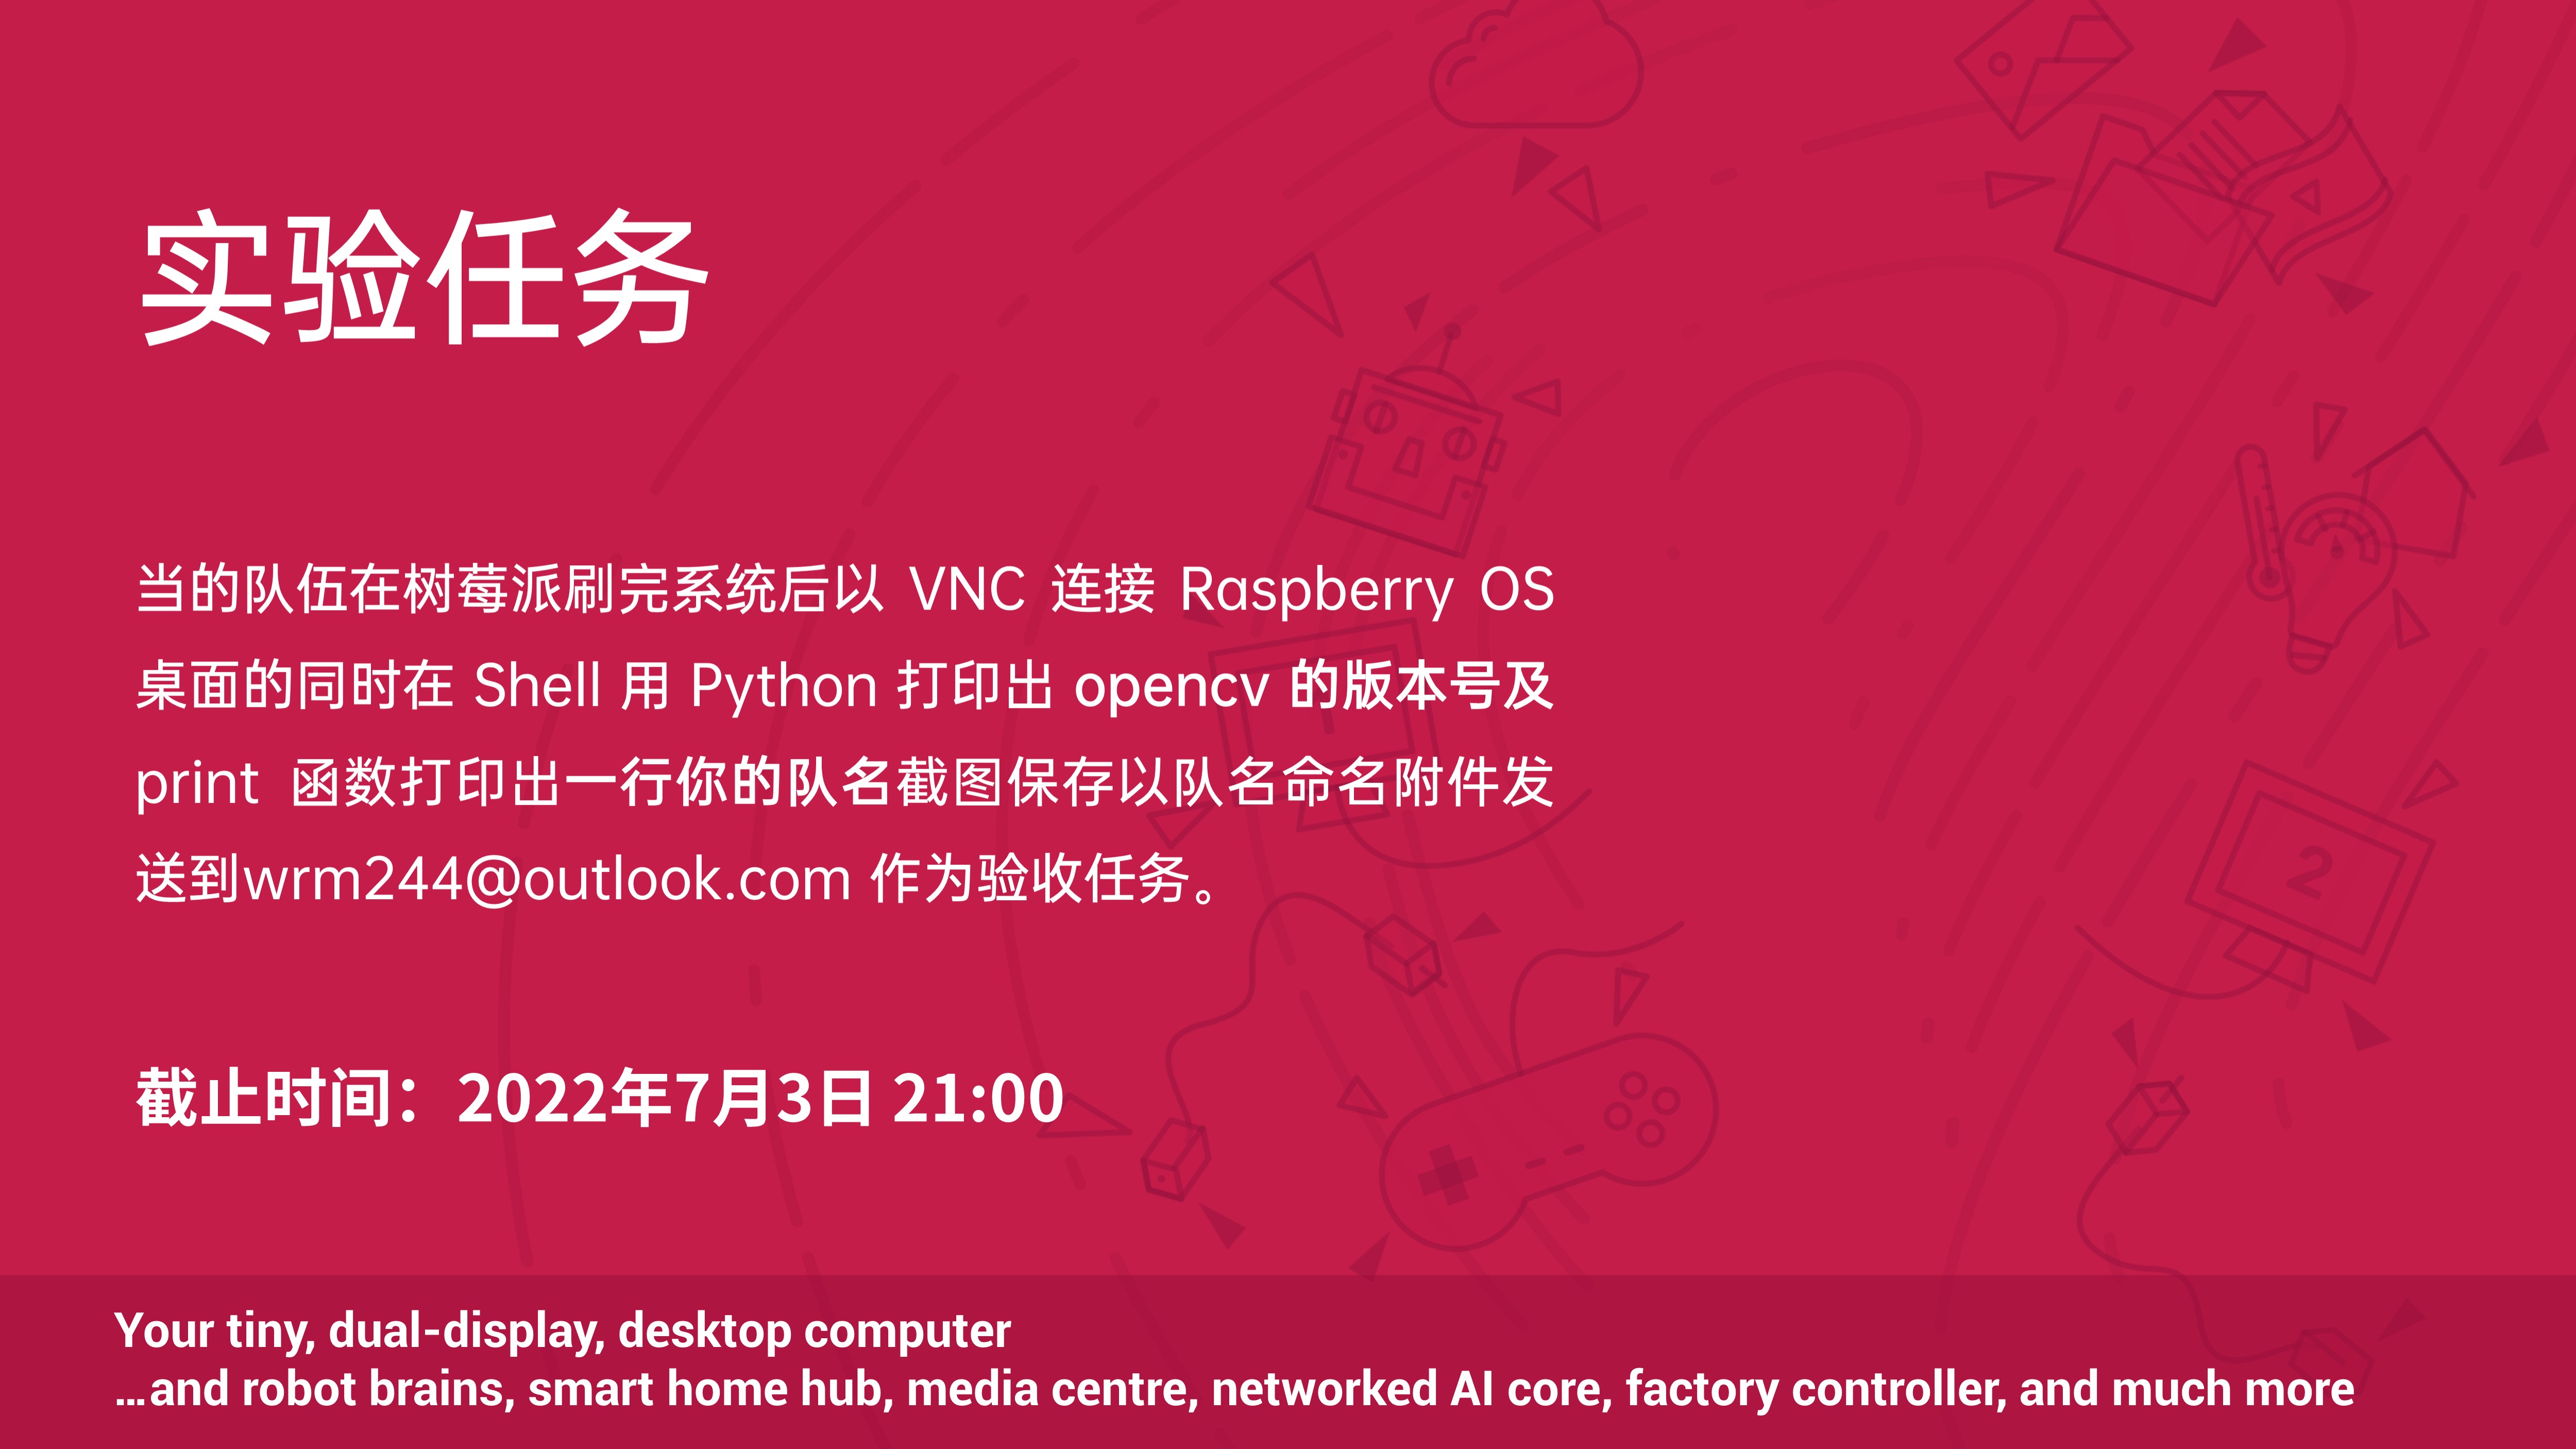 实验任务
当的队伍在树莓派刷完系统后以 VNC 连接 Raspberry OS
桌面的同时在 Shell 用 Python 打印出 opencv 的版本号及
print 函数打印出一行你的队名截图保存以队名命名附件发
送到wrm244@outlook.com 作为验收任务。
截止时间：2022年7月3日 21:00
1
2
Your tiny, dual-display, desktop computer
...and robot brains, smart home hub, media centre, networked AI core, factory controller, and much more